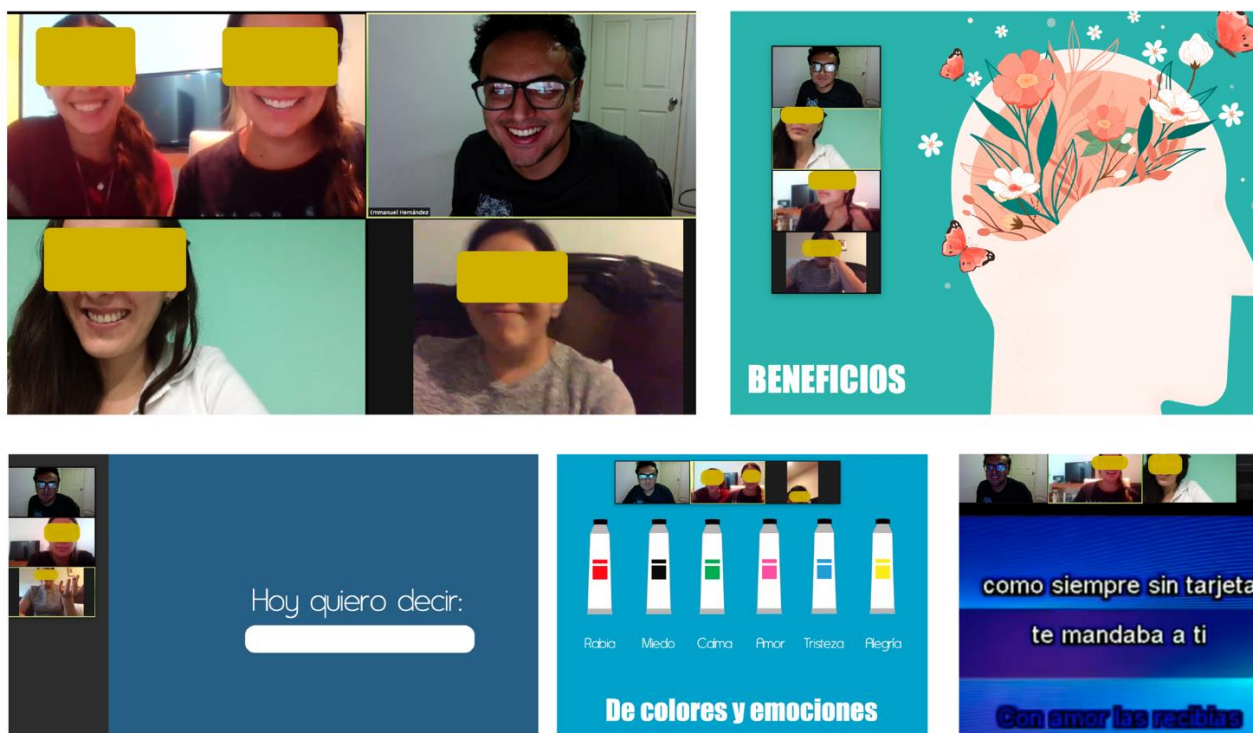 Emmanuel Hernández
BENEFICIOS
Hoy quiero decir:
Rabia Miedo Calma Amor Tristeza Alegría
De colores y emociones
como siempre sin tarjeta
te mandaba a ti
Con amor las recibías